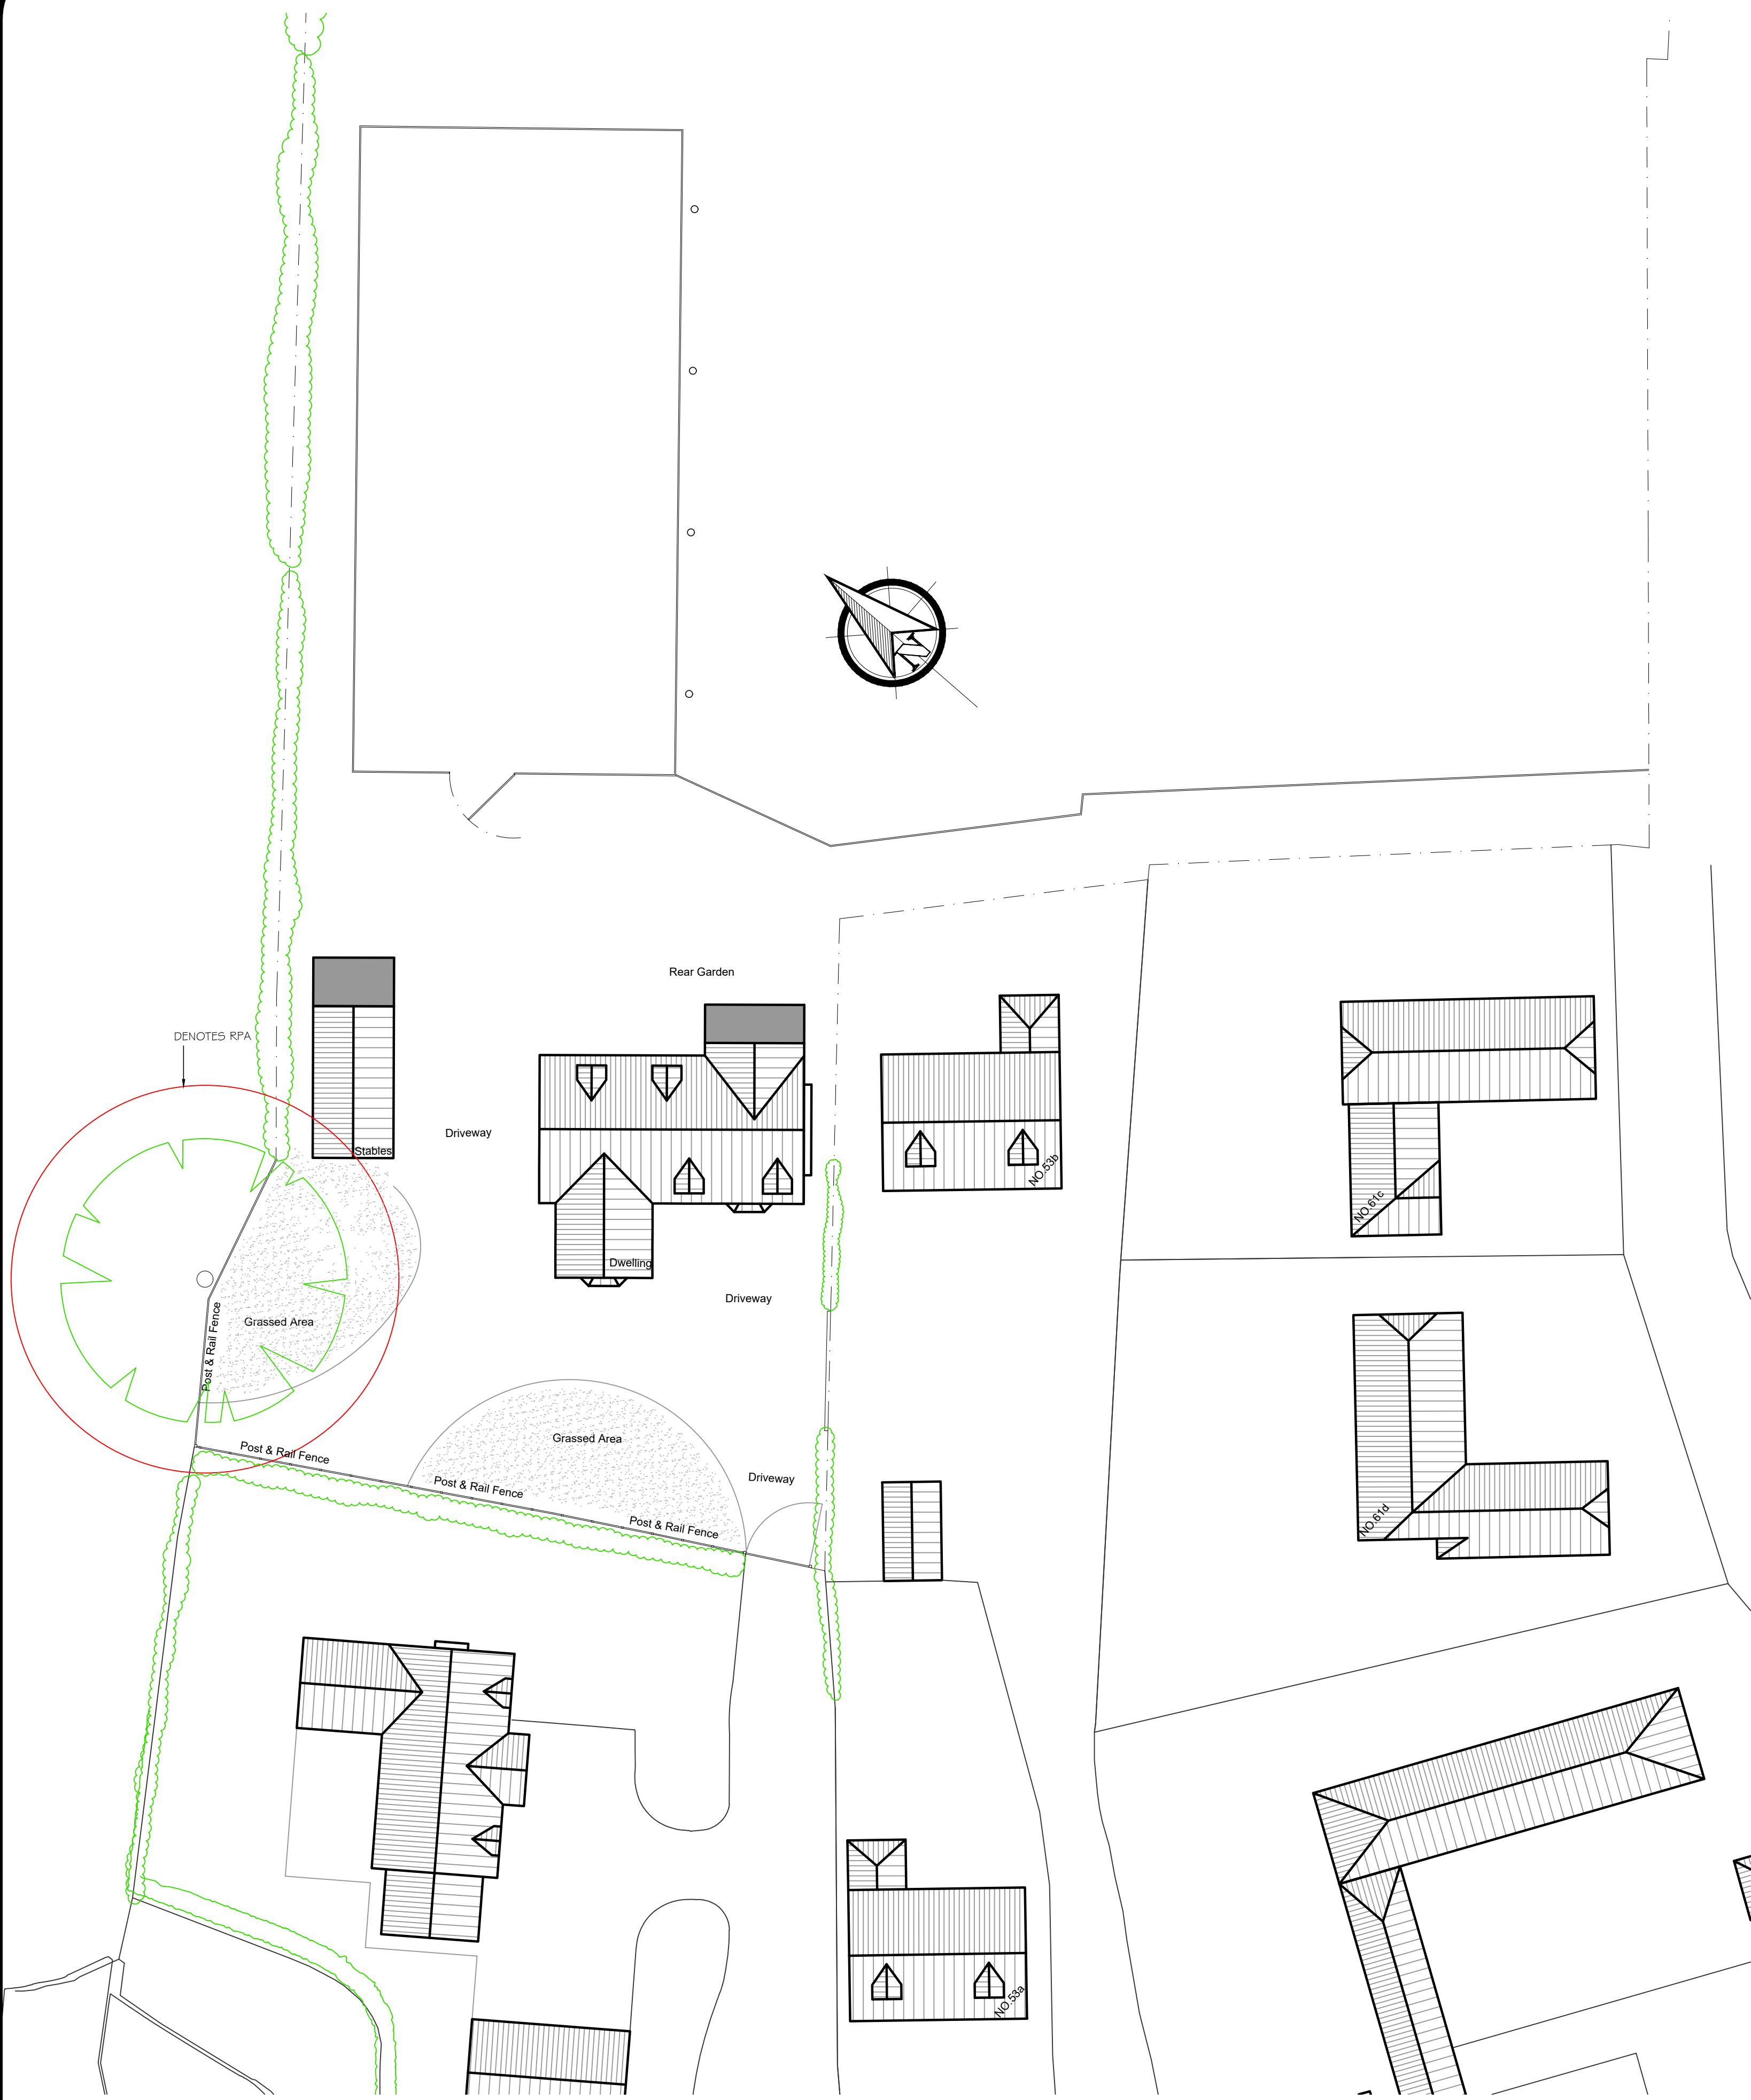 N
Rear Garden
DENOTES RPA
Driveway
Stables
NO.53b
NO.61c
Dwelling
Driveway
Grassed Area
Post & Rail Fence
Grassed Area
Post & Rail Fence
Post & Rail Fence
Driveway
Post & Rail Fence
NO.61d
NO.53a